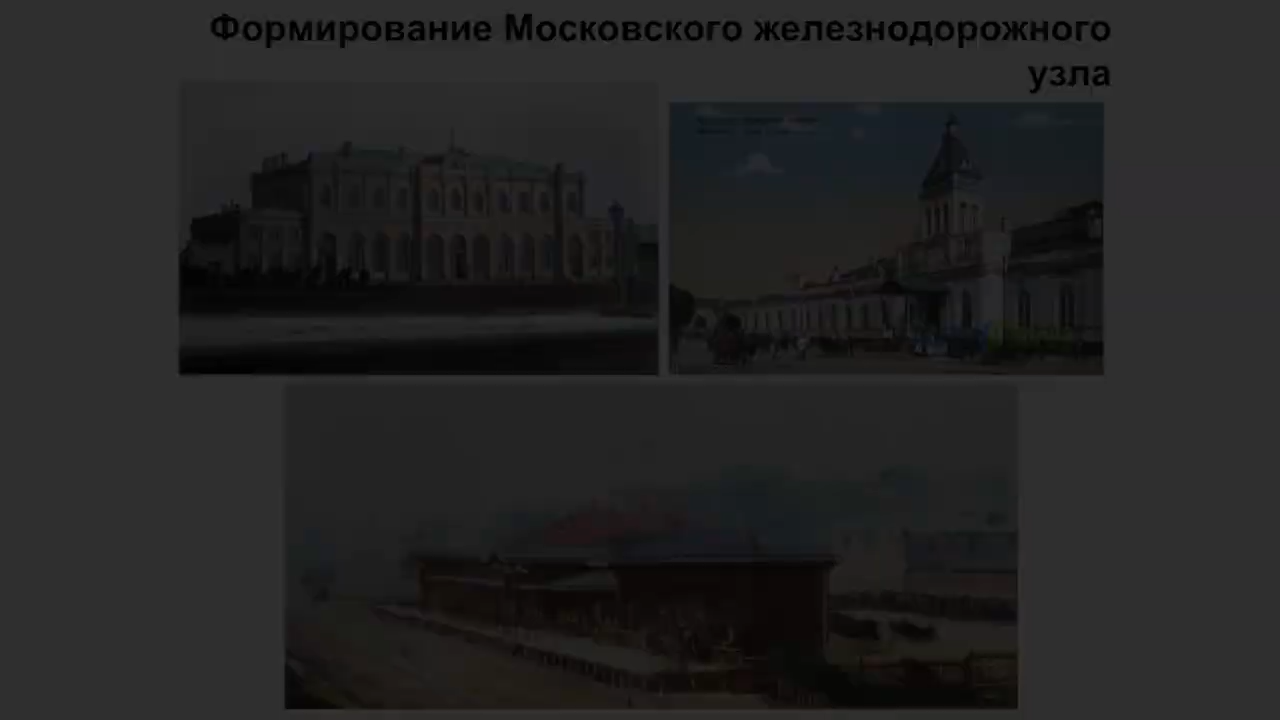 Формирование Московского железнодорожного
узла